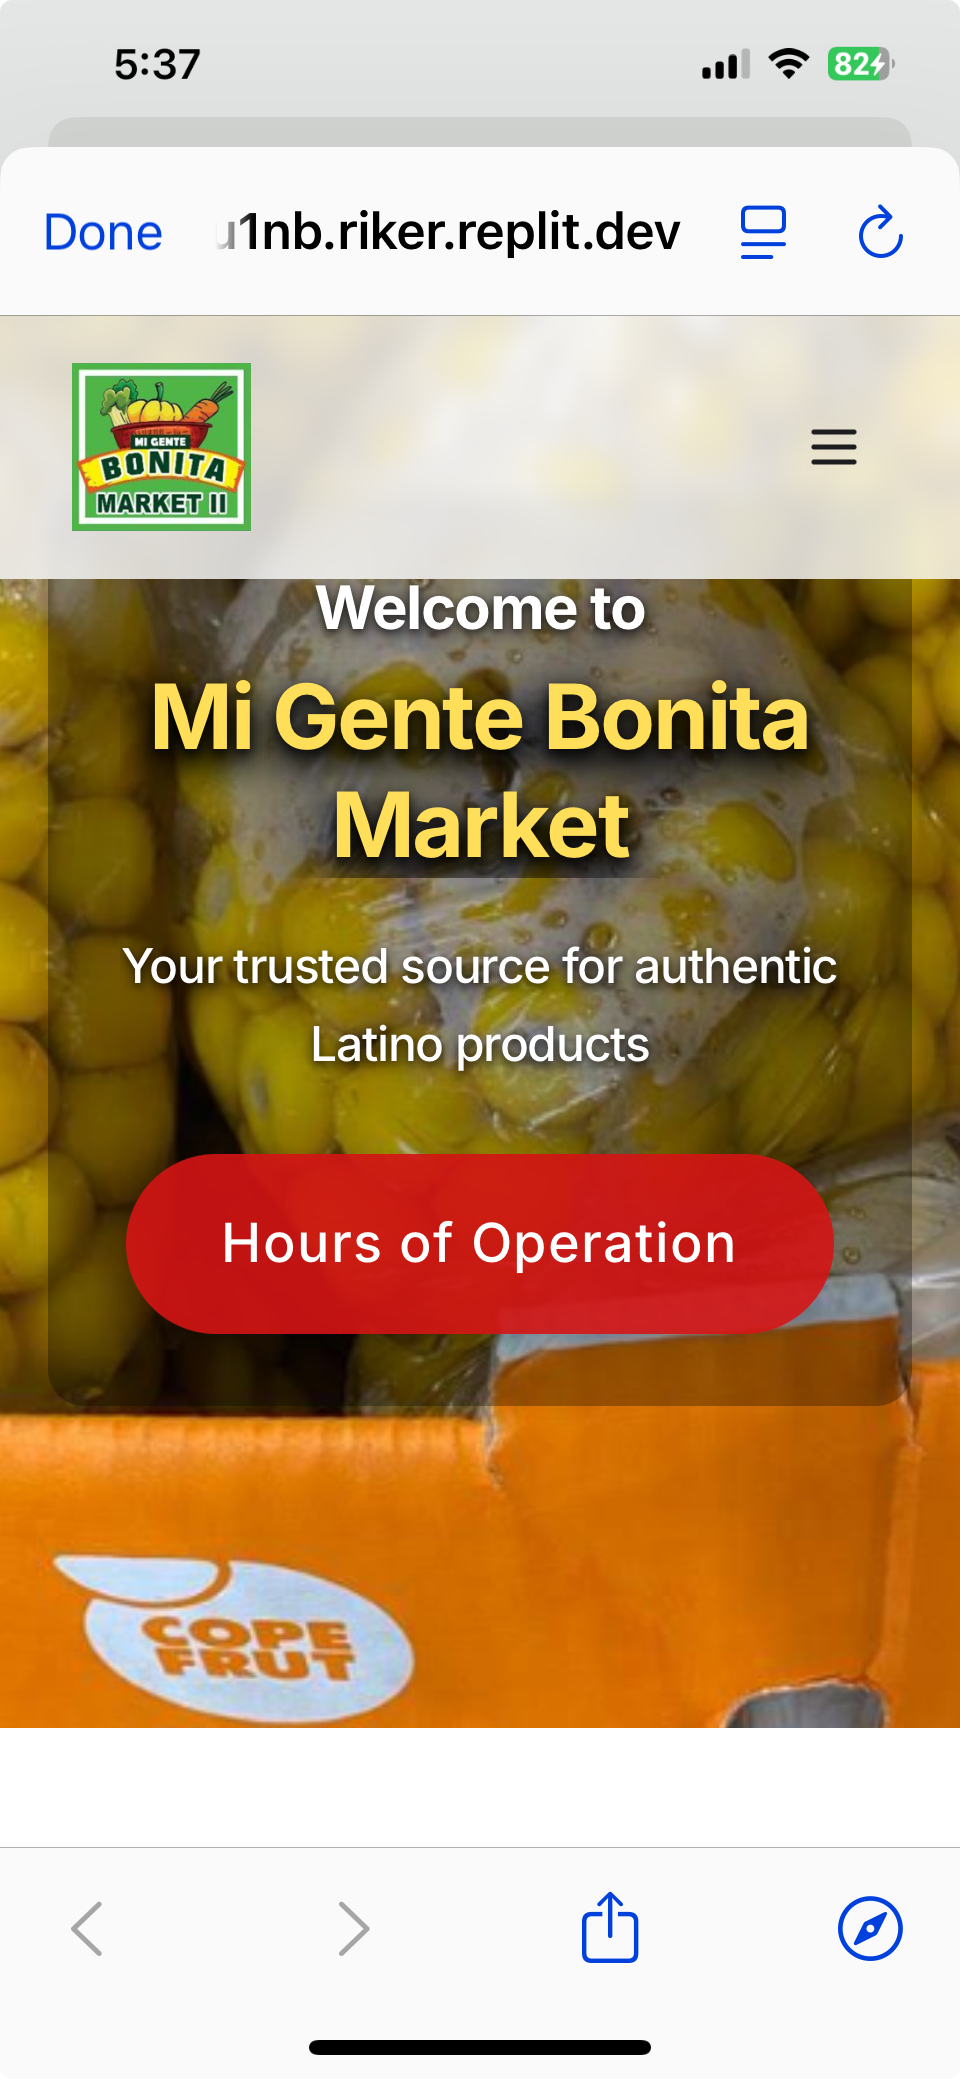 5:37
82
Done
u1nb.riker.replit.dev
MI GENTE
BONITA
MARKET II
Welcome to
Mi Gente Bonita
Market
Your trusted source for authentic
Latino products
Hours of Operation
COPE
FRUT